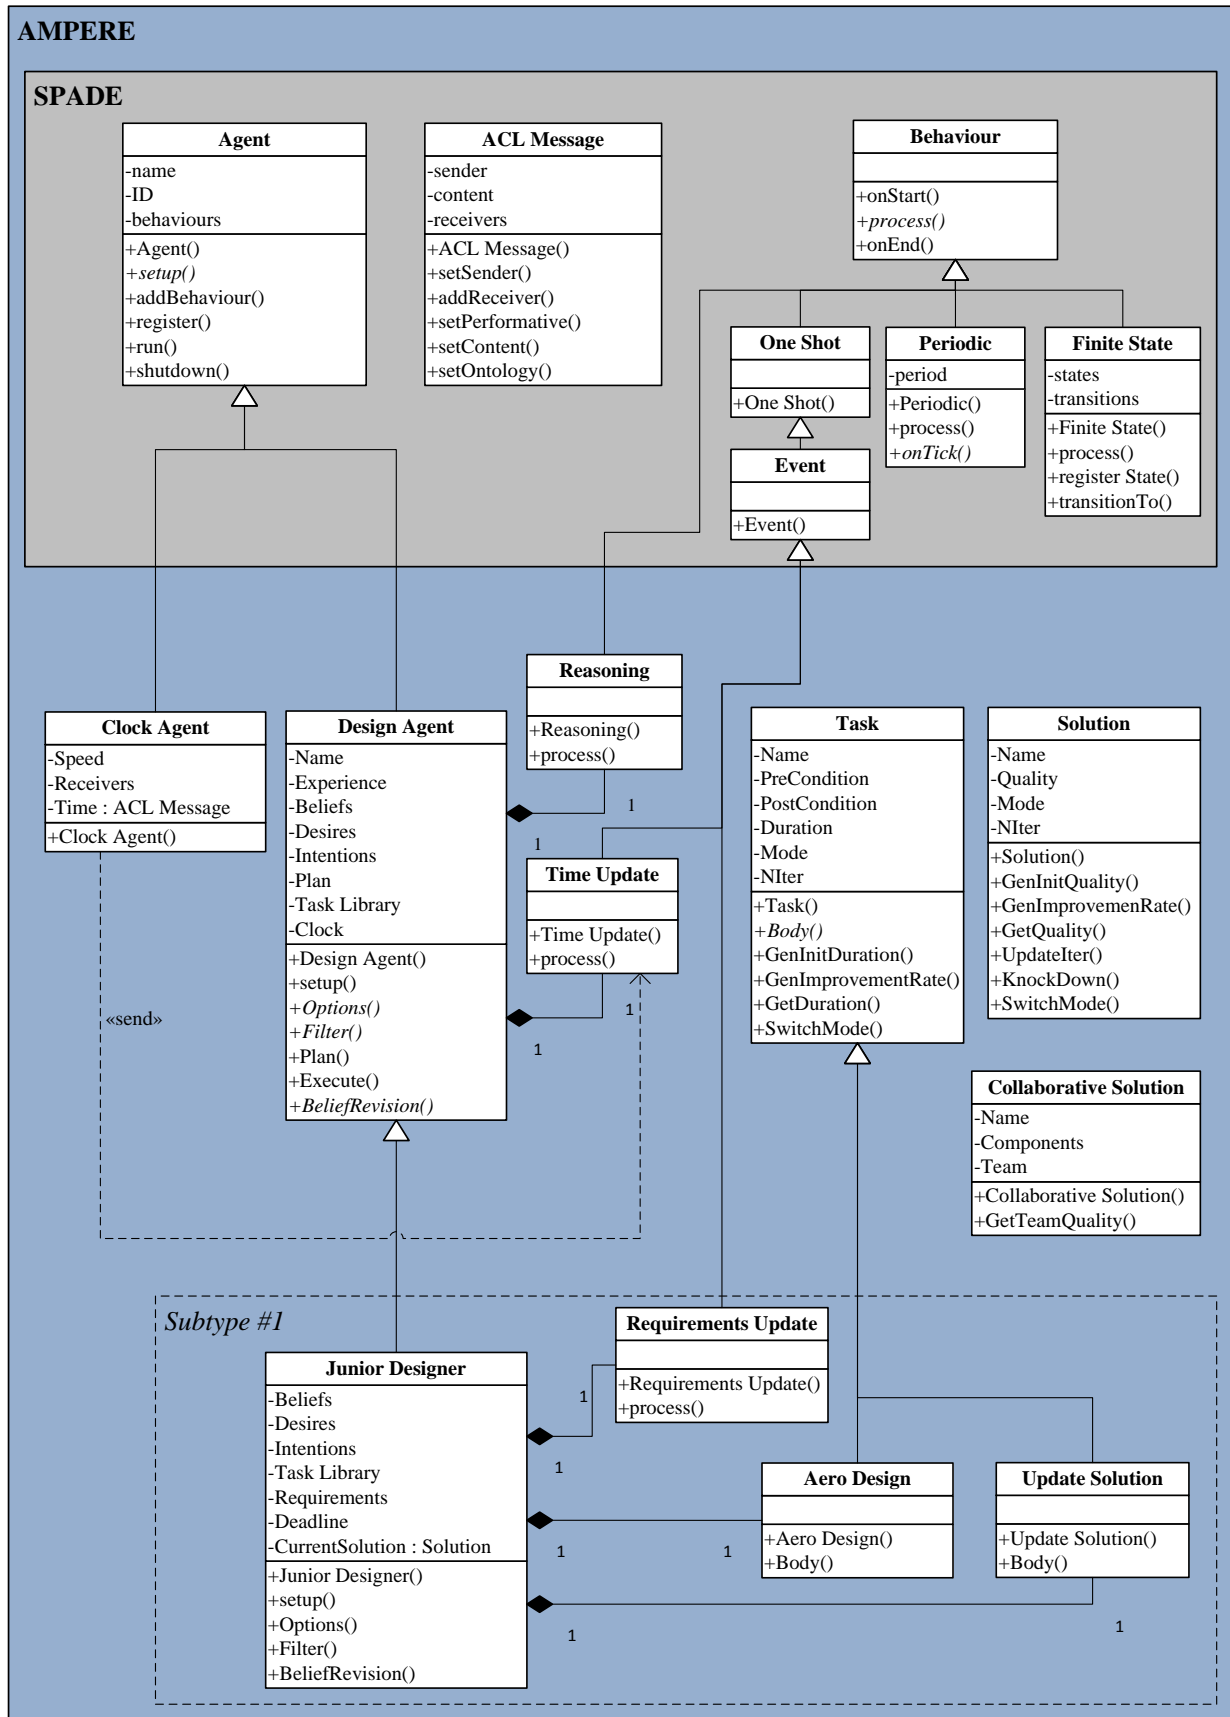 AMPERE
SPADE
Agent
-name
-ID
-behaviours
+Agent()
+setup()
+addBehaviour()
+register()
+run()
+shutdown()
ACL Message
-sender
-content
-receivers
+ACL Message()
+setSender()
+addReceiver()
+setPerformative()
+setContent()
+setOntology()
Behaviour
+onStart()
+process()
+onEnd()
One Shot
+One Shot()
Periodic
-period
+Periodic()
+process()
+onTick()
Finite State
-states
-transitions
+Finite State()
+process()
+register State()
+transitionTo()
Event
+Event()
Reasoning
+Reasoning()
+process()
1
1
Clock Agent
-Speed
-Receivers
-Time : ACL Message
+Clock Agent()
«send»
Design Agent
-Name
-Experience
-Beliefs
-Desires
-Intentions
-Plan
-Task Library
-Clock
+Design Agent()
+setup()
+Options()
+Filter()
+Plan()
+Execute()
+BeliefRevision()
Time Update
+Time Update()
+process()
1
1
Task
-Name
-PreCondition
-PostCondition
-Duration
-Mode
-NIter
+Task()
+Body()
+GenInitDuration()
+GenImprovementRate()
+GetDuration()
+SwitchMode()
Solution
-Name
-Quality
-Mode
-NIter
+Solution()
+GenInitQuality()
+GenImprovemenRate()
+GetQuality()
+UpdateIter()
+KnockDown()
+SwitchMode()
Collaborative Solution
-Name
-Components
-Team
+Collaborative Solution()
+GetTeamQuality()
Subtype #1
Junior Designer
-Beliefs
-Desires
-Intentions
-Task Library
-Requirements
-Deadline
-CurrentSolution : Solution
+Junior Designer()
+setup()
+Options()
+Filter()
+BeliefRevision()
Requirements Update
+Requirements Update()
+process()
1
1
Aero Design
+Aero Design()
+Body()
1
1
Update Solution
+Update Solution()
+Body()
1
1